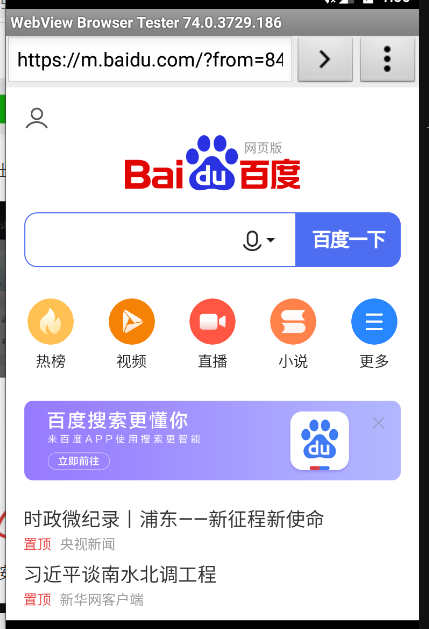 WebView Browser Tester 74.0.3729.186
https://m.baidu.com/?from=84
网页版
Bai du 百度
百度一下
热榜 视频 直播 小说 更多
百度搜索更懂你
来百度APP使用搜索更智能
立即前往
du
时政微纪录丨浦东——新征程新使命
置顶 央视新闻
习近平谈南水北调工程
置顶 新华网客户端